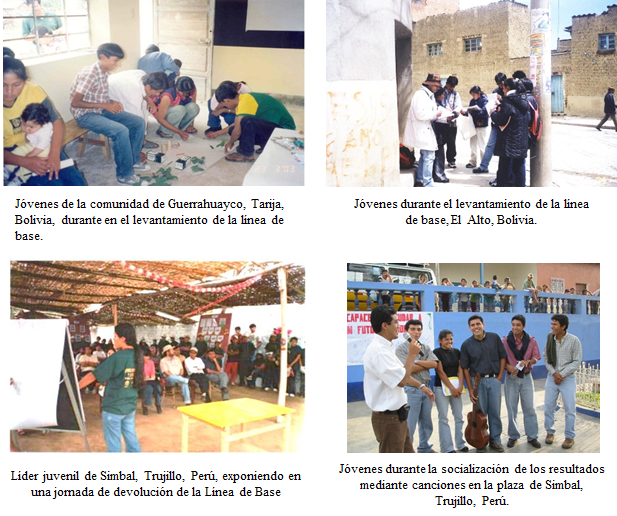 Jóvenes de la comunidad de Guerrahuayco, Tarija,
Bolivia, durante en el levantamiento de la línea de
base.
Jóvenes durante el levantamiento de la línea
de base, El Alto, Bolivia.
Líder juvenil de Simbal, Trujillo, Perú, exponiendo en
una jornada de devolución de la Línea de Base
Jóvenes durante la socialización de los resultados
mediante canciones en la plaza de Simbal,
Trujillo, Perú.